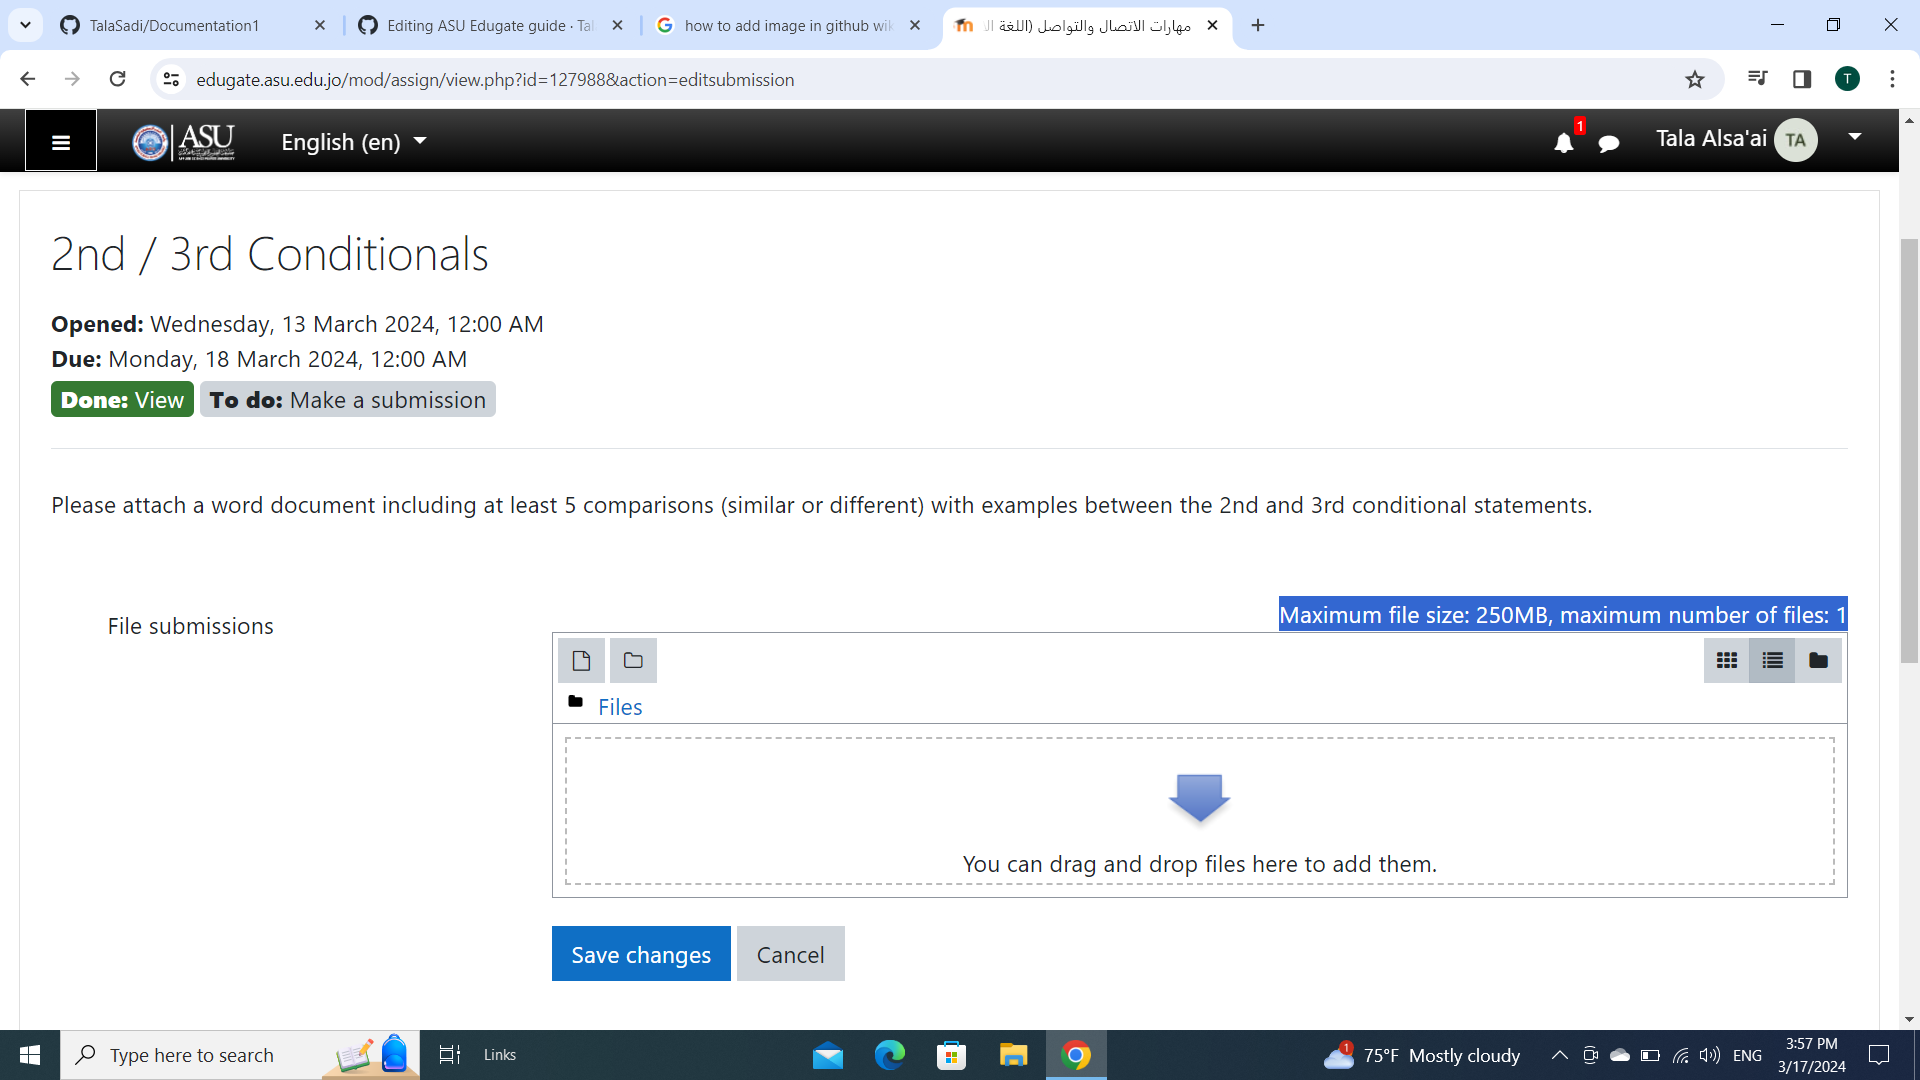 TalaSadi/Documentation1
Editing ASU Edugate guide · Tal
how to add image in github wik
مهارات الاتصال والتواصل (اللغة ال
edugate.asu.edu.jo/mod/assign/view.php?id=127988&action=editsubmission
T
ASU
English (en)
1
Tala Alsa'ai
TA
2nd / 3rd Conditionals
Opened: Wednesday, 13 March 2024, 12:00 AM
Due: Monday, 18 March 2024, 12:00 AM
Done: View To do: Make a submission
Please attach a word document including at least 5 comparisons (similar or different) with examples between the 2nd and 3rd conditional statements.
File submissions
Maximum file size: 250MB, maximum number of files: 1
Files
You can drag and drop files here to add them.
Save changes
Cancel
Type here to search
Links
1
75°F Mostly cloudy
ENG
3:57 PM
3/17/2024